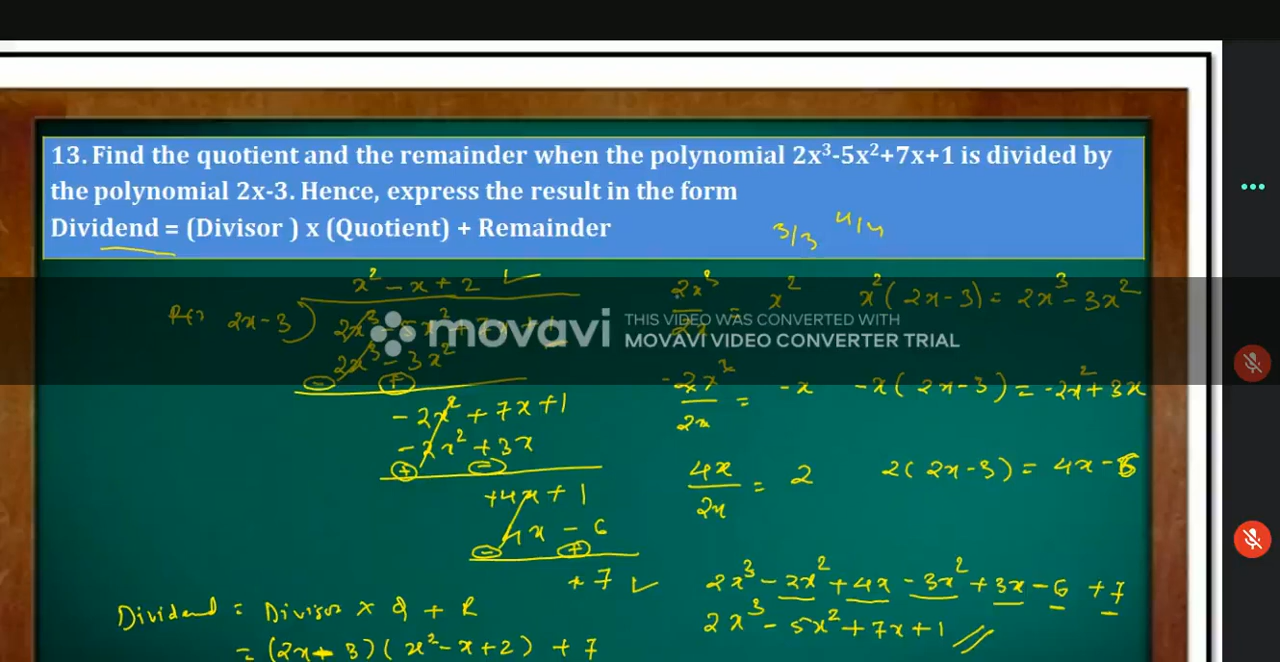 13. Find the quotient and the remainder when the polynomial 2x³-5x²+7x+1 is divided by
the polynomial 2x-3. Hence, express the result in the form
Dividend = (Divisor ) x (Quotient) + Remainder
3/3 4/4
x² - x + 2
2x-3 ) 2x³ - 5x² + 7x + 1
2x³ - 3x²
- 2x² + 7x + 1
- 2x² + 3x
+4x + 1
4x - 6
+ 7
2x³/2x = x² x²(2x-3) = 2x³ - 3x²
-2x²/2x = -x -x(2x-3) = -2x² + 3x
4x/2x = 2 2(2x-3) = 4x - 6
2x³ - 2x² + 4x - 3x² + 3x - 6 + 7
2x³ - 5x² + 7x + 1 //
Dividend = Divisor x Q + R
= (2x - 3)(x² - x + 2) + 7
movavi
THIS VIDEO WAS CONVERTED WITH
MOVAVI VIDEO CONVERTER TRIAL